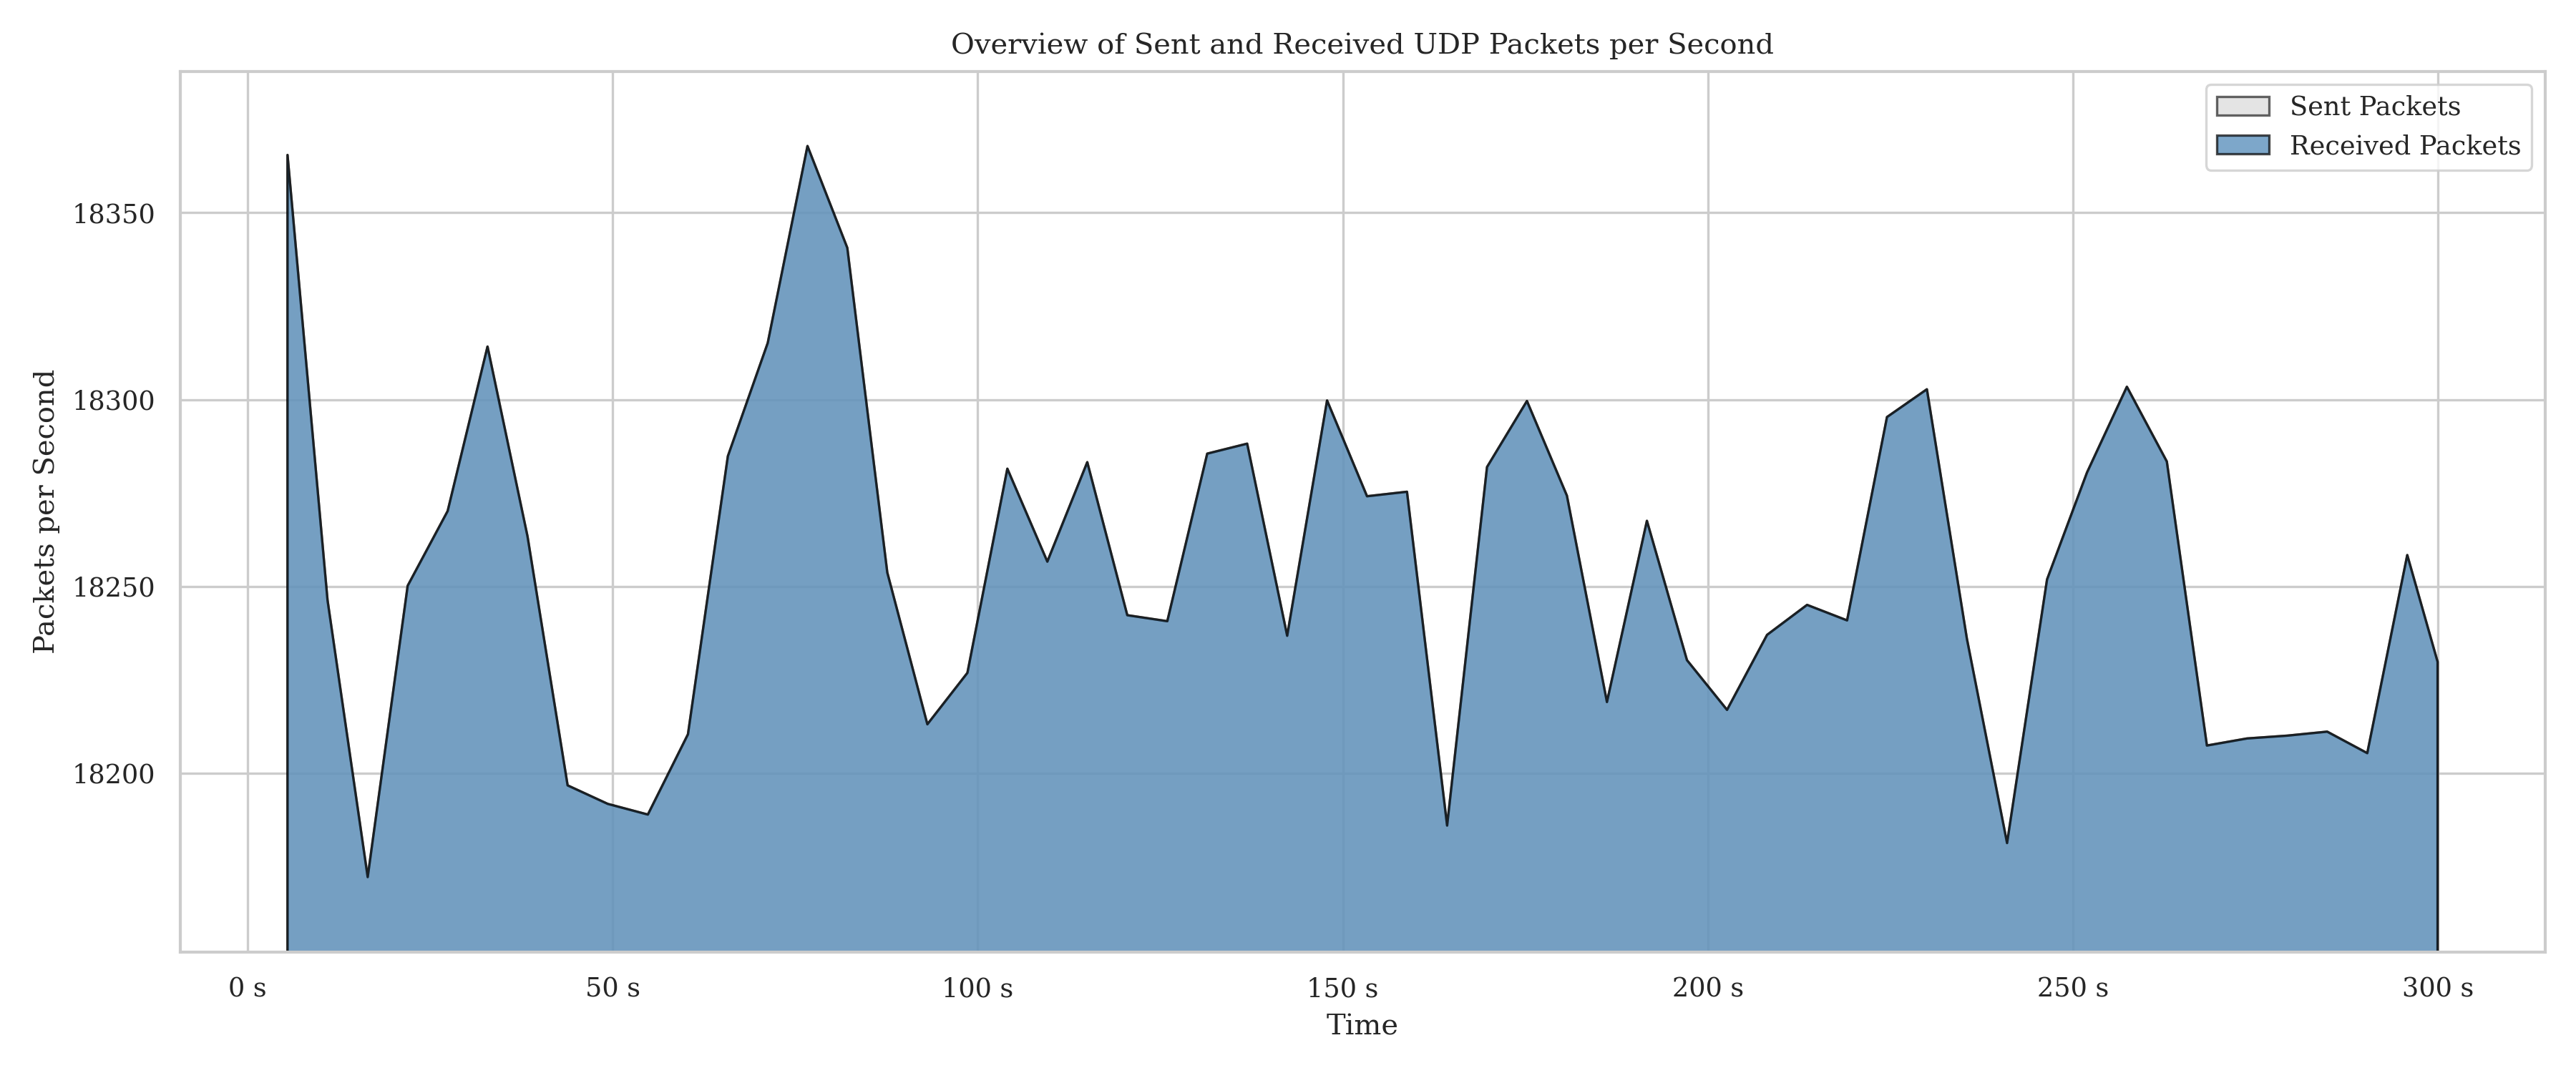 Overview of Sent and Received UDP Packets per Second
Sent Packets
Received Packets
Packets per Second
18350
18300
18250
18200
0 s
50 s
100 s
150 s
200 s
250 s
300 s
Time